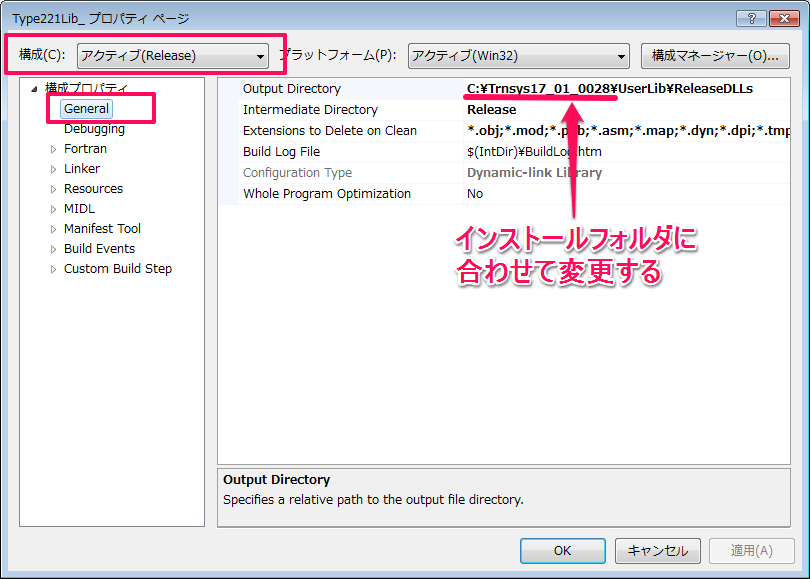 Type221Lib_ プロパティ ページ
構成(C): アクティブ(Release) プラットフォーム(P): アクティブ(Win32) 構成マネージャー(O)...
構成プロパティ
General
Debugging
Fortran
Linker
Resources
MIDL
Manifest Tool
Build Events
Custom Build Step
Output Directory C:¥Trnsys17_01_0028¥UserLib¥ReleaseDLLs
Intermediate Directory Release
Extensions to Delete on Clean *.obj;*.mod;*.pdb;*.asm;*.map;*.dyn;*.dpi;*.tmp
Build Log File $(IntDir)¥BuildLog.htm
Configuration Type Dynamic-link Library
Whole Program Optimization No
インストールフォルダに
合わせて変更する
Output Directory
Specifies a relative path to the output file directory.
OK キャンセル 適用(A)